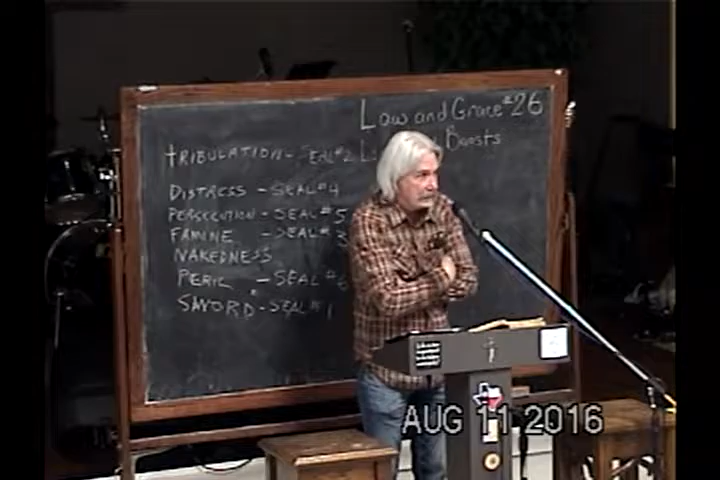 Law and Grace #26
Boasts
TRIBULATION - SEAL #2
DISTRESS - SEAL #4
PERSECUTION - SEAL #5
FAMINE - SEAL # 3
NAKEDNESS
PERIL - SEAL #6
SWORD - SEAL #1
AUG 11 2016